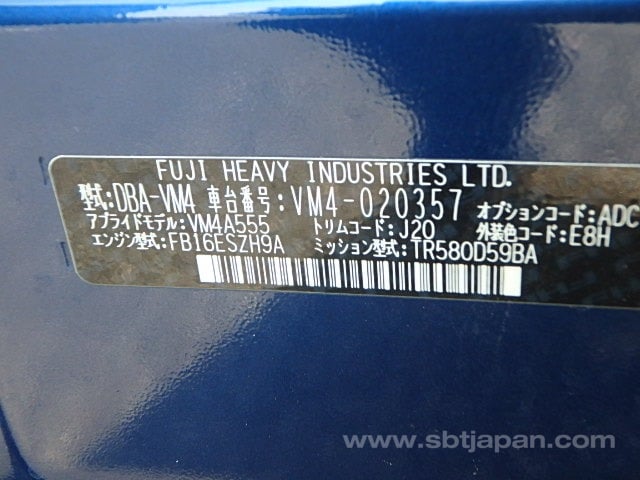 FUJI HEAVY INDUSTRIES LTD.
型式:DBA-VM4 車台番号:VM4-020357 オプションコード:ADC
アプライドモデル:VM4A555 トリムコード:J20 外装色コード:E8H
エンジン型式:FB16ESZH9A ミッション型式:TR580D59BA
www.sbtjapan.com